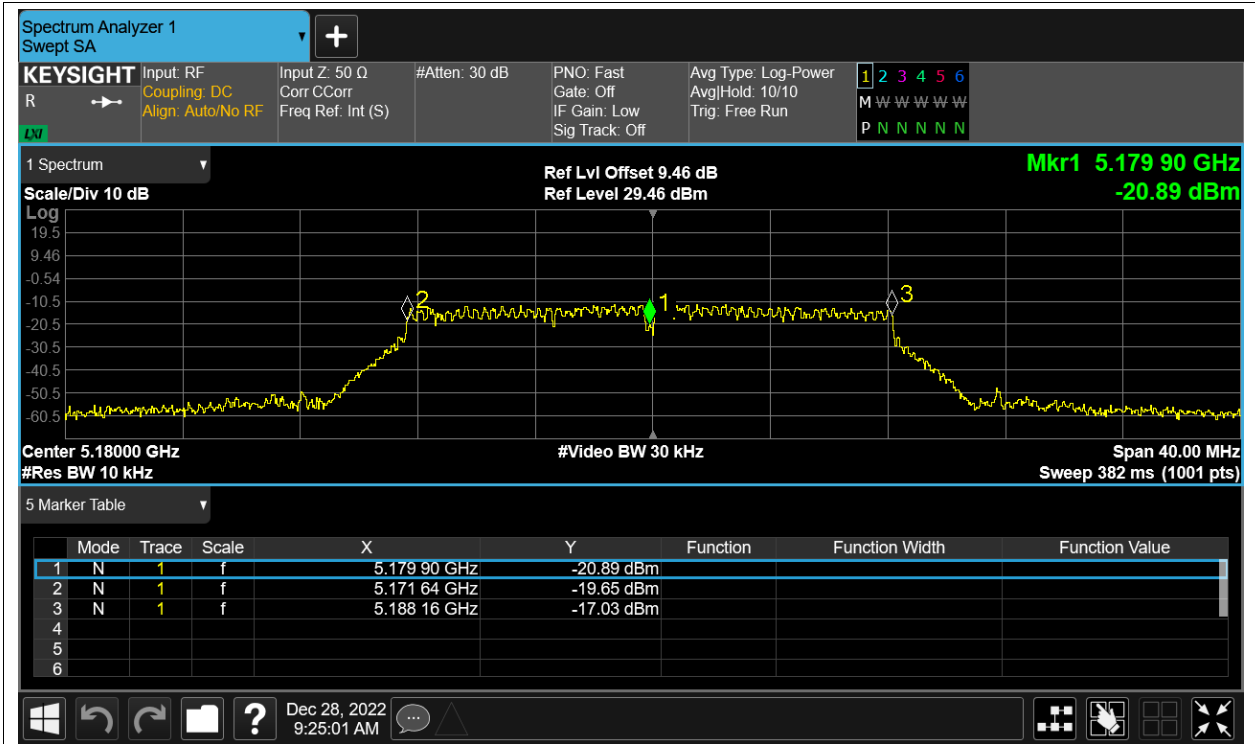 Spectrum Analyzer 1
Swept SA
KEYSIGHT
R
LXI
Input: RF
Coupling: DC
Align: Auto/No RF
Input Z: 50 Ω
Corr CCorr
Freq Ref: Int (S)
#Atten: 30 dB
PNO: Fast
Gate: Off
IF Gain: Low
Sig Track: Off
Avg Type: Log-Power
Avg|Hold: 10/10
Trig: Free Run
1 2 3 4 5 6
M W W W W W
P N N N N N
1 Spectrum
Scale/Div 10 dB
Ref Lvl Offset 9.46 dB
Ref Level 29.46 dBm
Mkr1 5.179 90 GHz
-20.89 dBm
Log
19.5
9.46
-0.54
-10.5
-20.5
-30.5
-40.5
-50.5
-60.5
2
1
3
Center 5.18000 GHz
#Res BW 10 kHz
#Video BW 30 kHz
Span 40.00 MHz
Sweep 382 ms (1001 pts)
5 Marker Table
Mode Trace Scale X Y Function Function Width Function Value
1 N 1 f 5.179 90 GHz -20.89 dBm
2 N 1 f 5.171 64 GHz -19.65 dBm
3 N 1 f 5.188 16 GHz -17.03 dBm
4
5
6
?
Dec 28, 2022
9:25:01 AM